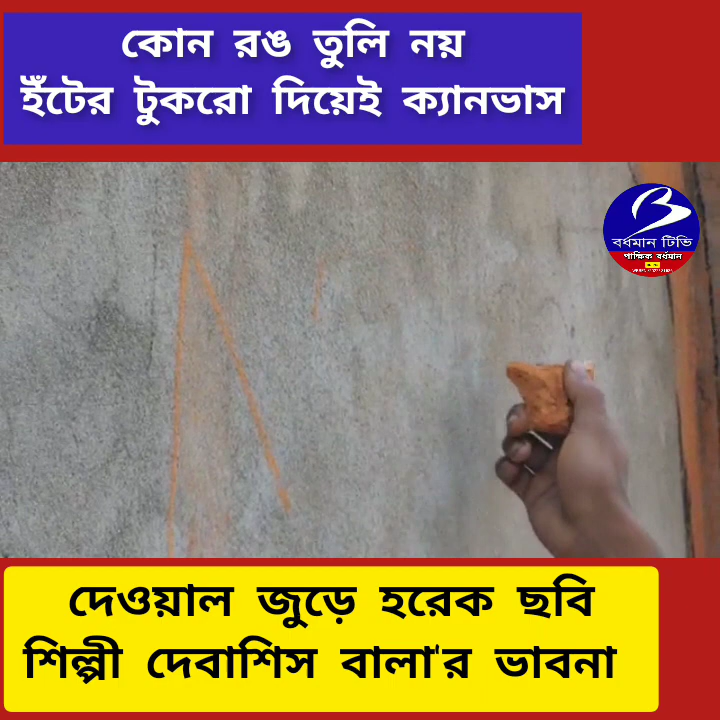 কোন রঙ তুলি নয়
ইঁটের টুকরো দিয়েই ক্যানভাস
বর্ধমান টিভি
পাক্ষিক বর্ধমান
দেওয়াল জুড়ে হরেক ছবি
শিল্পী দেবাশিস বালা'র ভাবনা